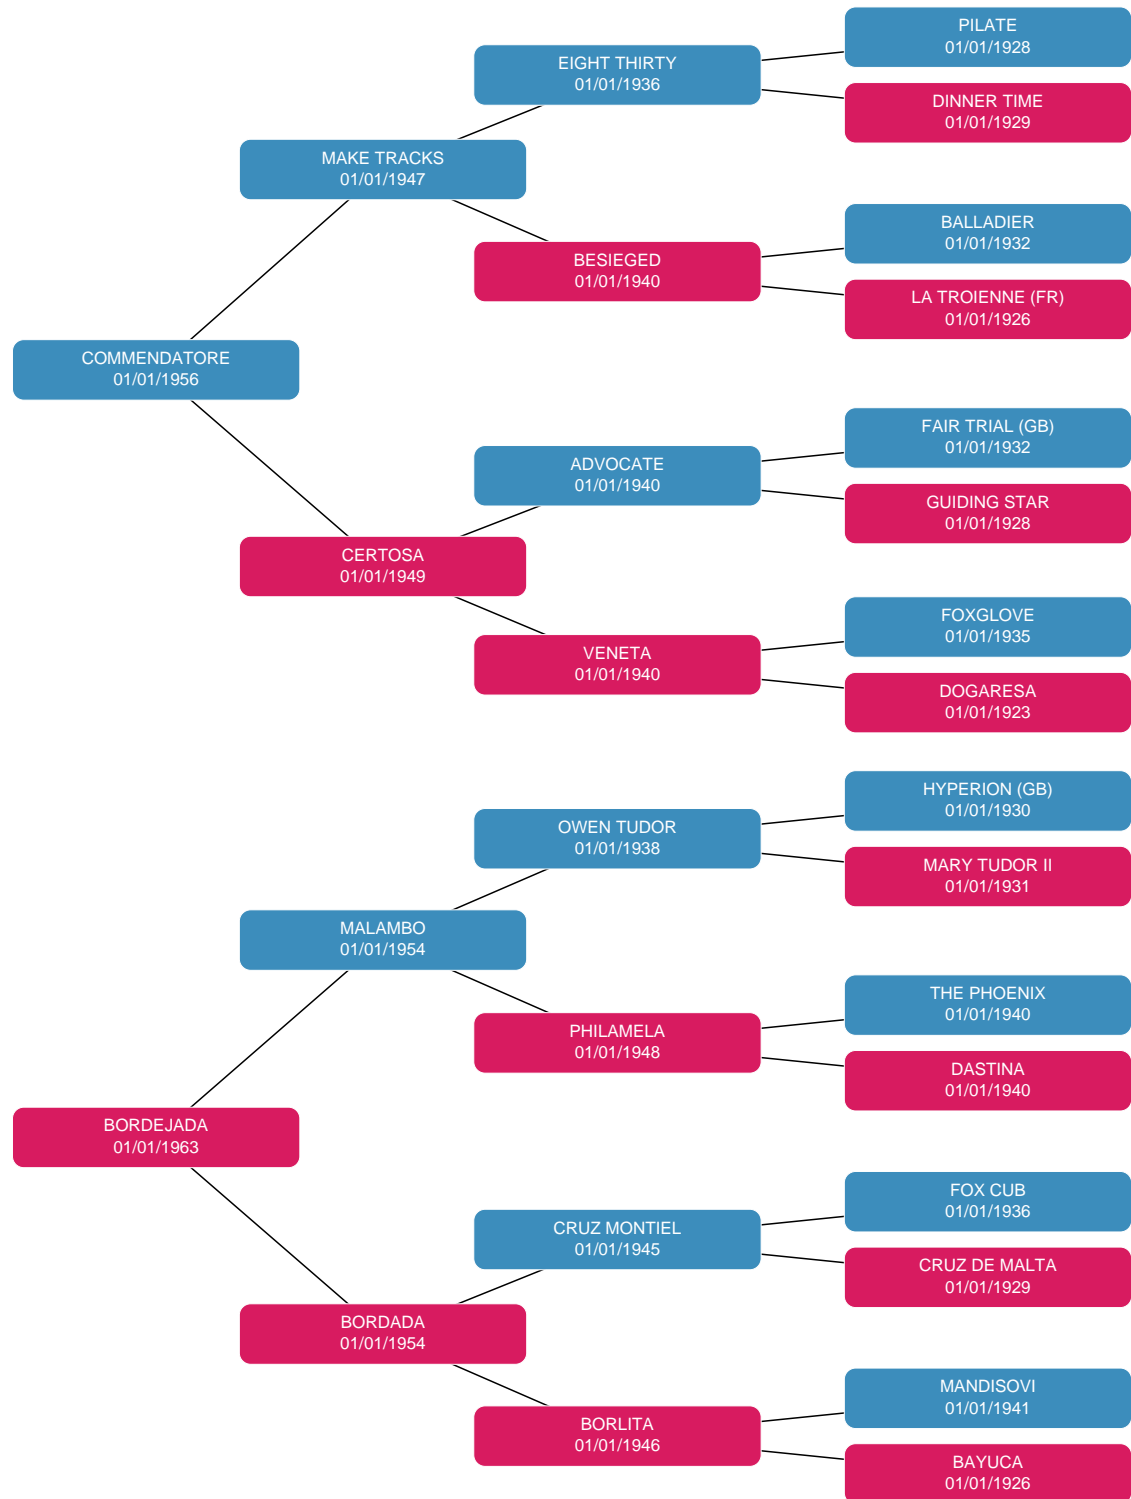 PILATE
01/01/1928
EIGHT THIRTY
01/01/1936
DINNER TIME
01/01/1929
MAKE TRACKS
01/01/1947
BALLADIER
01/01/1932
BESIEGED
01/01/1940
LA TROIENNE (FR)
01/01/1926
COMMENDATORE
01/01/1956
FAIR TRIAL (GB)
01/01/1932
ADVOCATE
01/01/1940
GUIDING STAR
01/01/1928
CERTOSA
01/01/1949
FOXGLOVE
01/01/1935
VENETA
01/01/1940
DOGARESA
01/01/1923
HYPERION (GB)
01/01/1930
OWEN TUDOR
01/01/1938
MARY TUDOR II
01/01/1931
MALAMBO
01/01/1954
THE PHOENIX
01/01/1940
PHILAMELA
01/01/1948
DASTINA
01/01/1940
BORDEJADA
01/01/1963
FOX CUB
01/01/1936
CRUZ MONTIEL
01/01/1945
CRUZ DE MALTA
01/01/1929
BORDADA
01/01/1954
MANDISOVI
01/01/1941
BORLITA
01/01/1946
BAYUCA
01/01/1926